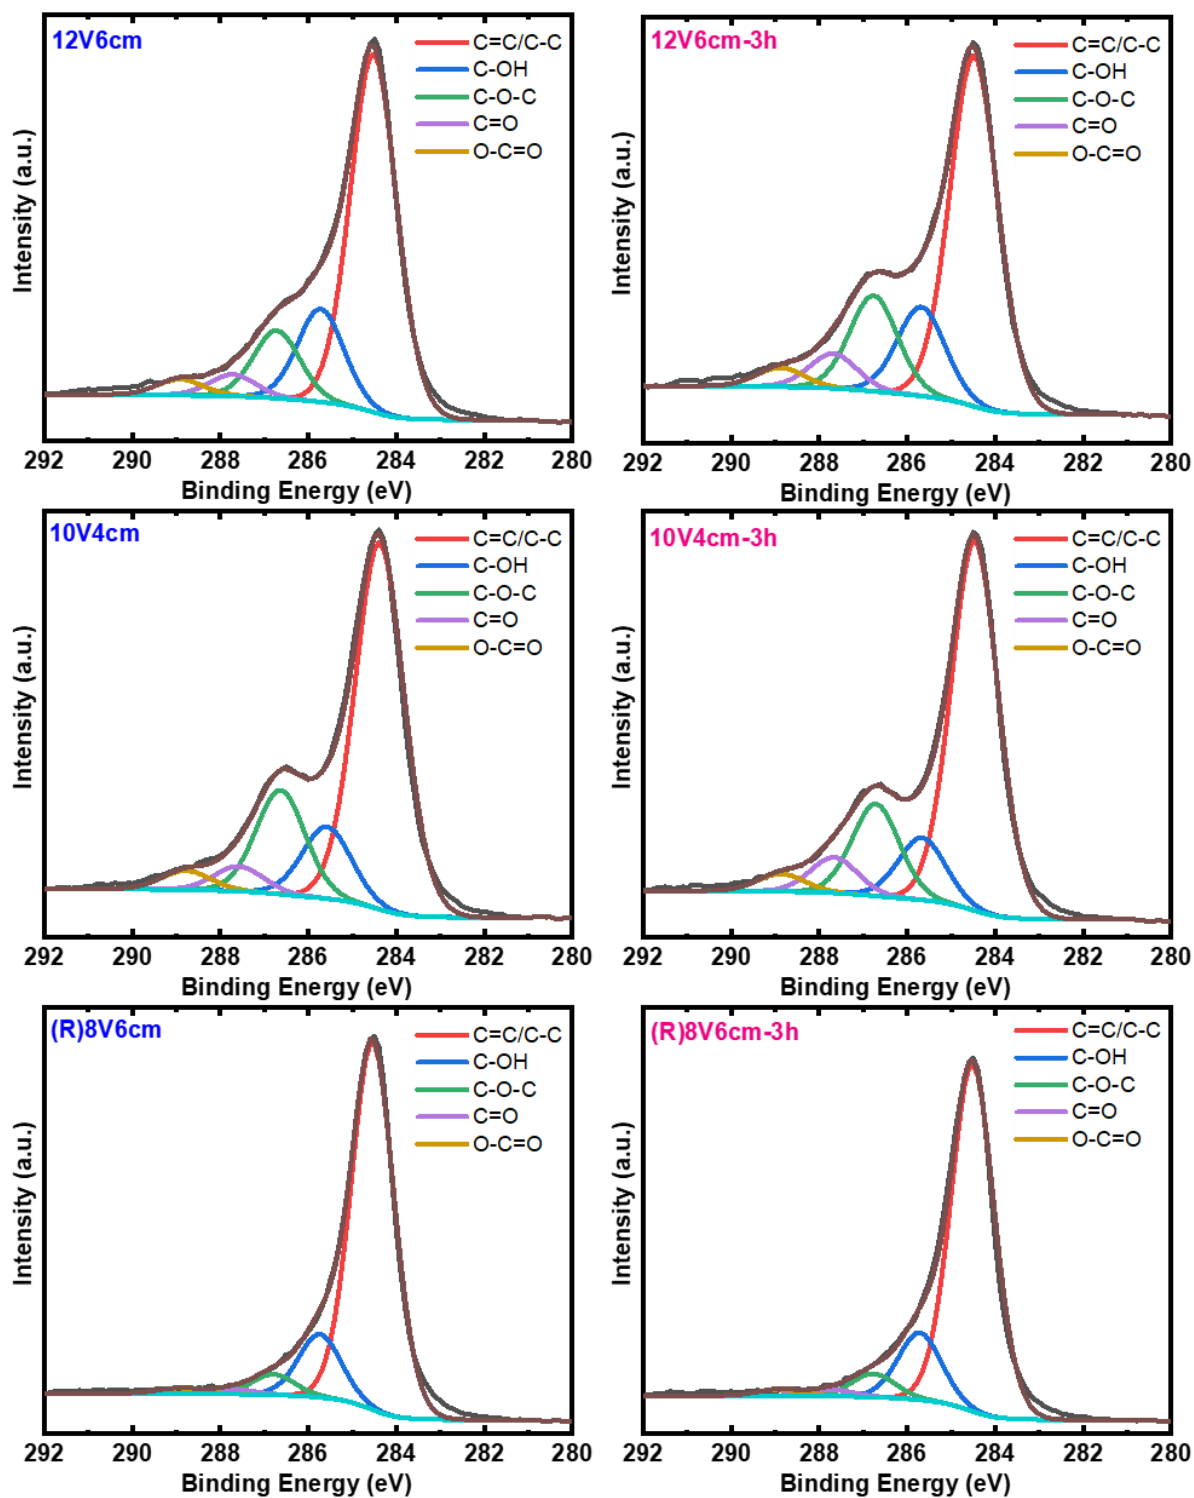 12V6cm
C=C/C-C
C-OH
C-O-C
C=O
O-C=O
Intensity (a.u.)
292 290 288 286 284 282 280
Binding Energy (eV)
12V6cm-3h
C=C/C-C
C-OH
C-O-C
C=O
O-C=O
Intensity (a.u.)
292 290 288 286 284 282 280
Binding Energy (eV)
10V4cm
C=C/C-C
C-OH
C-O-C
C=O
O-C=O
Intensity (a.u.)
292 290 288 286 284 282 280
Binding Energy (eV)
10V4cm-3h
C=C/C-C
C-OH
C-O-C
C=O
O-C=O
Intensity (a.u.)
292 290 288 286 284 282 280
Binding Energy (eV)
(R)8V6cm
C=C/C-C
C-OH
C-O-C
C=O
O-C=O
Intensity (a.u.)
292 290 288 286 284 282 280
Binding Energy (eV)
(R)8V6cm-3h
C=C/C-C
C-OH
C-O-C
C=O
O-C=O
Intensity (a.u.)
292 290 288 286 284 282 280
Binding Energy (eV)